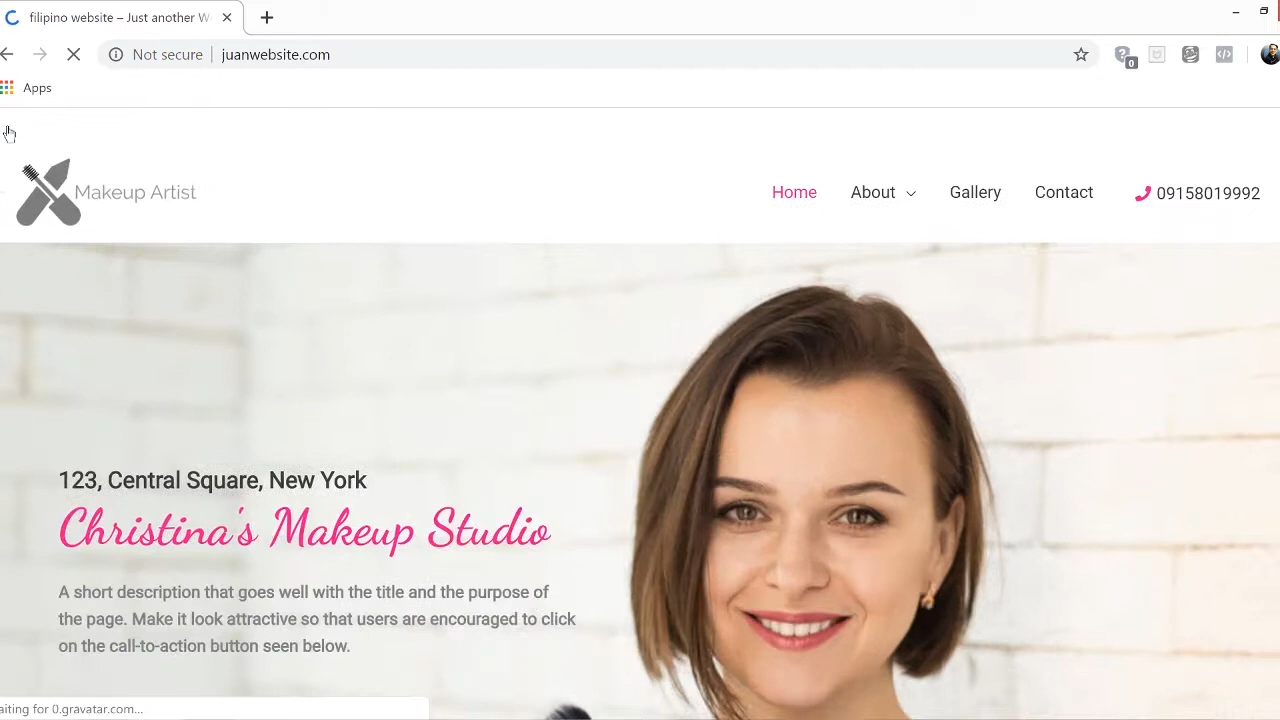 filipino website – Just another W
Not secure
juanwebsite.com
0
Apps
Makeup Artist
Home
About
Gallery
Contact
09158019992
123, Central Square, New York
Christina's Makeup Studio
A short description that goes well with the title and the purpose of
the page. Make it look attractive so that users are encouraged to click
on the call-to-action button seen below.
aiting for 0.gravatar.com...